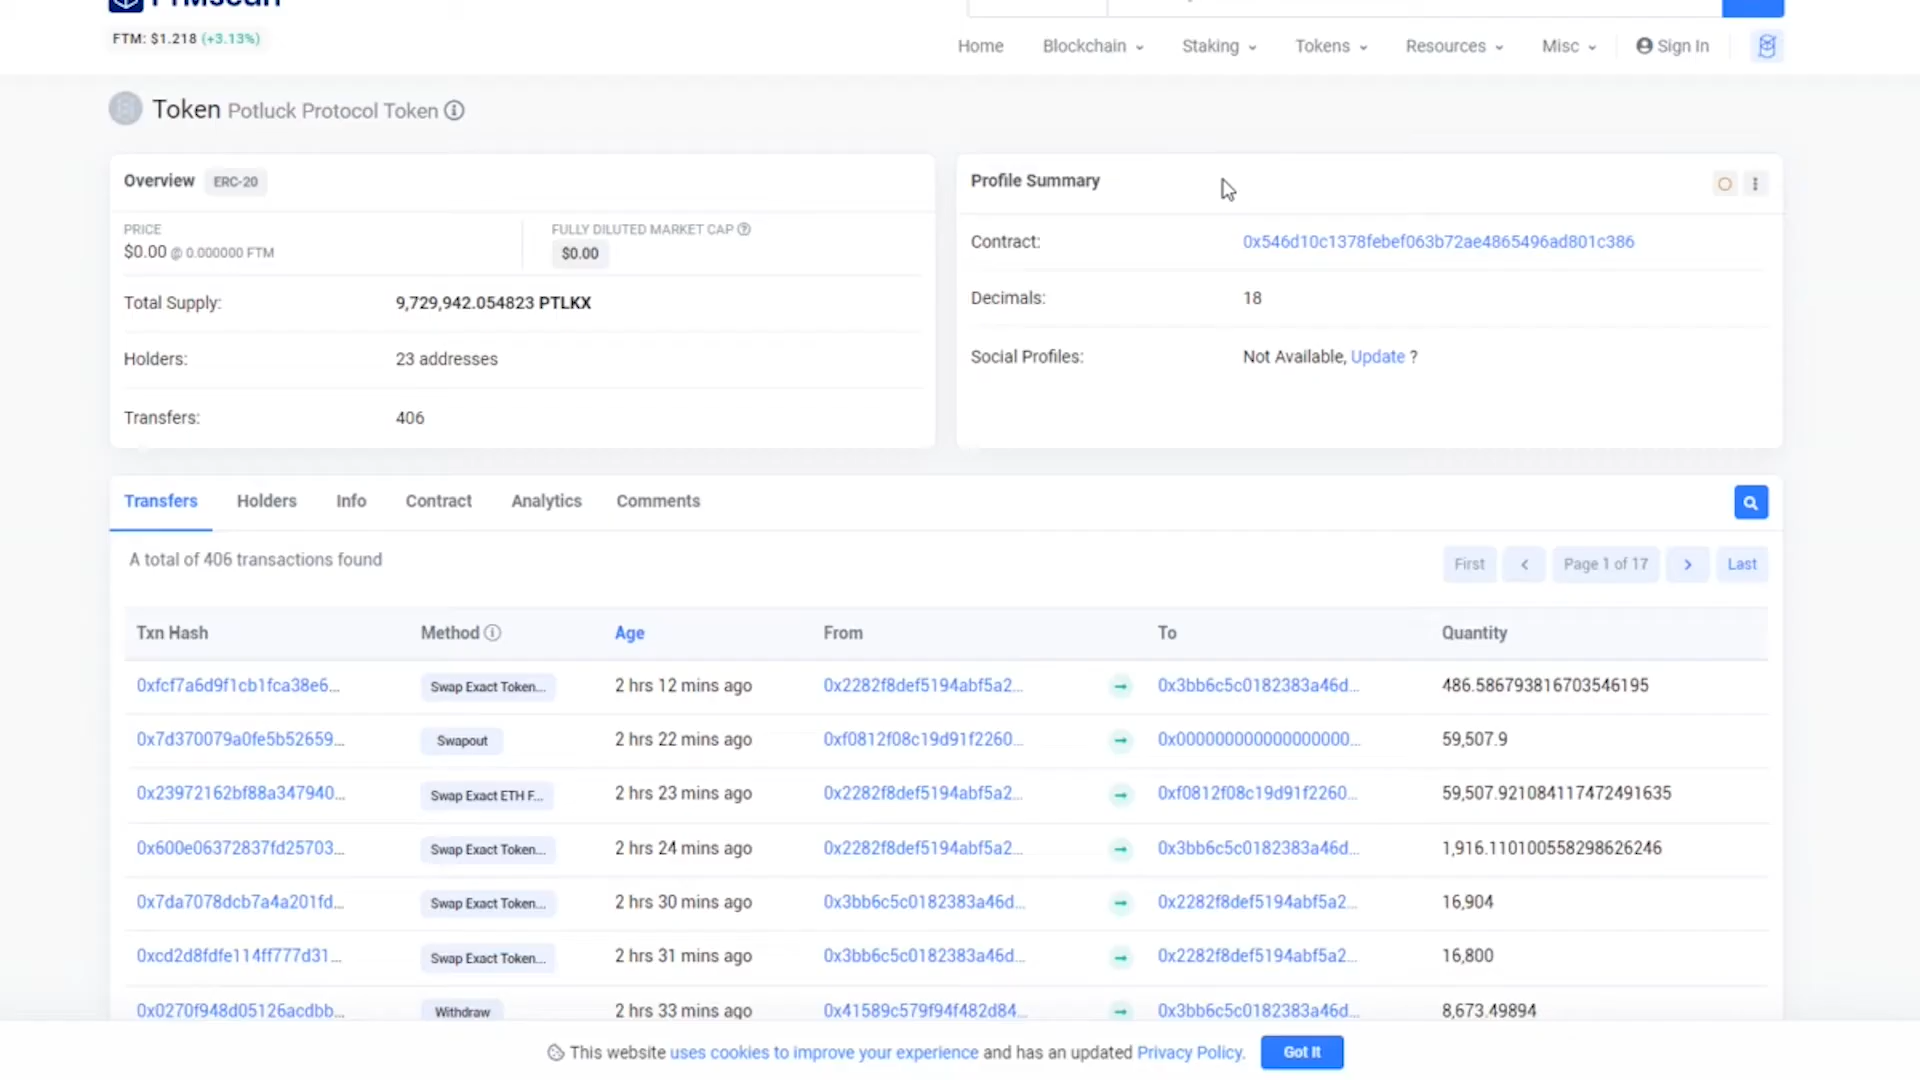 FTM: $1.218 (+3.13%)
Home Blockchain Staking Tokens Resources Misc Sign In
Token Potluck Protocol Token
Overview ERC-20
PRICE
$0.00 @ 0.000000 FTM
FULLY DILUTED MARKET CAP
$0.00
Total Supply: 9,729,942.054823 PTLKX
Holders: 23 addresses
Transfers: 406
Profile Summary
Contract: 0x546d10c1378febef063b72ae4865496ad801c386
Decimals: 18
Social Profiles: Not Available, Update ?
Transfers Holders Info Contract Analytics Comments
A total of 406 transactions found
First < Page 1 of 17 > Last
Txn Hash Method Age From To Quantity
0xfcf7a6d9f1cb1fca38e6... Swap Exact Token... 2 hrs 12 mins ago 0x2282f8def5194abf5a2... 0x3bb6c5c0182383a46d... 486.586793816703546195
0x7d370079a0fe5b52659... Swapout 2 hrs 22 mins ago 0xf0812f08c19d91f2260... 0x000000000000000000... 59,507.9
0x23972162bf88a347940... Swap Exact ETH F... 2 hrs 23 mins ago 0x2282f8def5194abf5a2... 0xf0812f08c19d91f2260... 59,507.921084117472491635
0x600e06372837fd25703... Swap Exact Token... 2 hrs 24 mins ago 0x2282f8def5194abf5a2... 0x3bb6c5c0182383a46d... 1,916.110100558298626246
0x7da7078dcb7a4a201fd... Swap Exact Token... 2 hrs 30 mins ago 0x3bb6c5c0182383a46d... 0x2282f8def5194abf5a2... 16,904
0xcd2d8fdfe114ff777d31... Swap Exact Token... 2 hrs 31 mins ago 0x3bb6c5c0182383a46d... 0x2282f8def5194abf5a2... 16,800
0x0270f948d05126acdbb... Withdraw 2 hrs 33 mins ago 0x41589c579f94f482d84... 0x3bb6c5c0182383a46d... 8,673.49894
This website uses cookies to improve your experience and has an updated Privacy Policy. Got It